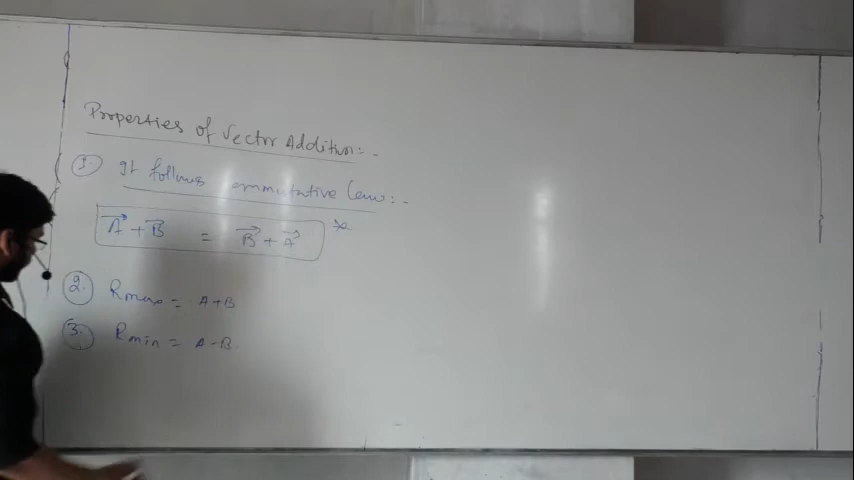 Properties of Vector Addition:-
1. It follows commutative law:-
A⃗ + B⃗ = B⃗ + A⃗ *
2. Rmax = A+B
3. Rmin = A-B